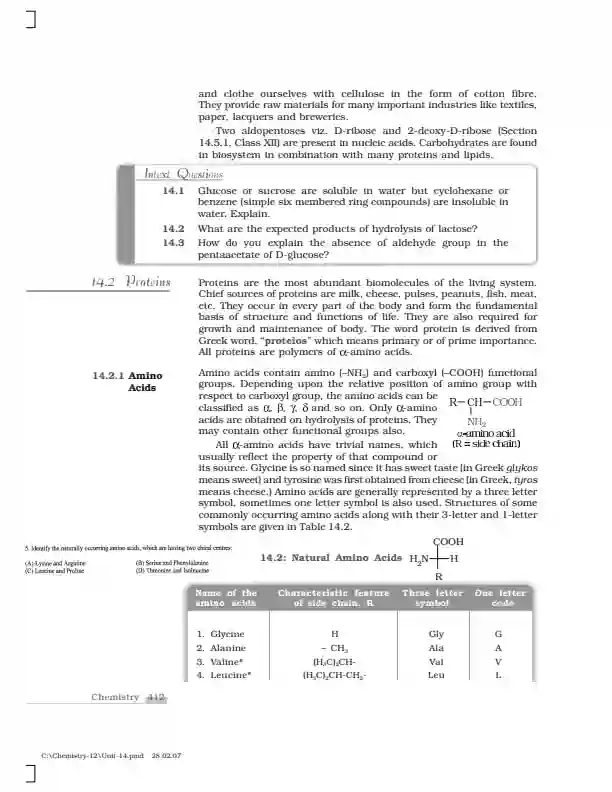 and clothe ourselves with cellulose in the form of cotton fibre.
They provide raw materials for many important industries like textiles,
paper, lacquers and breweries.
Two aldopentoses viz. D-ribose and 2-deoxy-D-ribose (Section
14.5.1, Class XII) are present in nucleic acids. Carbohydrates are found
in biosystem in combination with many proteins and lipids.
Intext Questions
14.1 Glucose or sucrose are soluble in water but cyclohexane or
benzene (simple six membered ring compounds) are insoluble in
water. Explain.
14.2 What are the expected products of hydrolysis of lactose?
14.3 How do you explain the absence of aldehyde group in the
pentaacetate of D-glucose?
14.2 Proteins
Proteins are the most abundant biomolecules of the living system.
Chief sources of proteins are milk, cheese, pulses, peanuts, fish, meat,
etc. They occur in every part of the body and form the fundamental
basis of structure and functions of life. They are also required for
growth and maintenance of body. The word protein is derived from
Greek word, “proteios” which means primary or of prime importance.
All proteins are polymers of α-amino acids.
14.2.1 Amino
Acids
Amino acids contain amino (–NH₂) and carboxyl (–COOH) functional
groups. Depending upon the relative position of amino group with
respect to carboxyl group, the amino acids can be
classified as α, β, γ, δ and so on. Only α-amino
acids are obtained on hydrolysis of proteins. They
may contain other functional groups also.
R–CH–COOH
NH₂
α-amino acid
(R = side chain)
All α-amino acids have trivial names, which
usually reflect the property of that compound or
its source. Glycine is so named since it has sweet taste (in Greek glykos
means sweet) and tyrosine was first obtained from cheese (in Greek, tyros
means cheese.) Amino acids are generally represented by a three letter
symbol, sometimes one letter symbol is also used. Structures of some
commonly occurring amino acids along with their 3-letter and 1-letter
symbols are given in Table 14.2.
5. Identify the naturally occurring amino acids, which are having two chiral centres:
(A) Lysine and Arginine (B) Serine and Phenylalanine
(C) Leucine and Proline (D) Threonine and Isoleucine
14.2: Natural Amino Acids
COOH
H₂N H
R
Name of the amino acids Characteristic feature of side chain, R Three letter symbol One letter code
1. Glycine H Gly G
2. Alanine – CH₃ Ala A
3. Valine* (H₃C)₂CH- Val V
4. Leucine* (H₃C)₂CH-CH₂- Leu L
Chemistry 412
C:\Chemistry-12\Unit-14.pmd 28.02.07